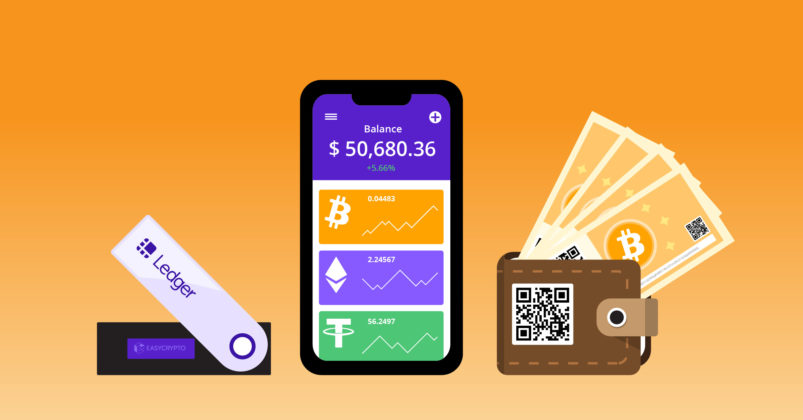 Ledger
EASYCRYPTO
Balance
$ 50,680.36
+5.66%
0.04483
2.24567
56.2497